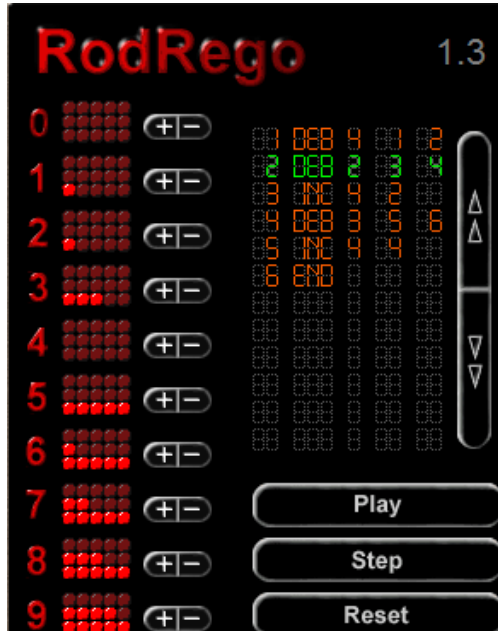 RodRego 1.3
0 + −
1 + −
2 + −
3 + −
4 + −
5 + −
6 + −
7 + −
8 + −
9 + −
1 DEB 4 1 2
2 DEB 2 3 4
3 INC 4 2
4 DEB 3 5 6
5 INC 4 4
6 END
Play
Step
Reset